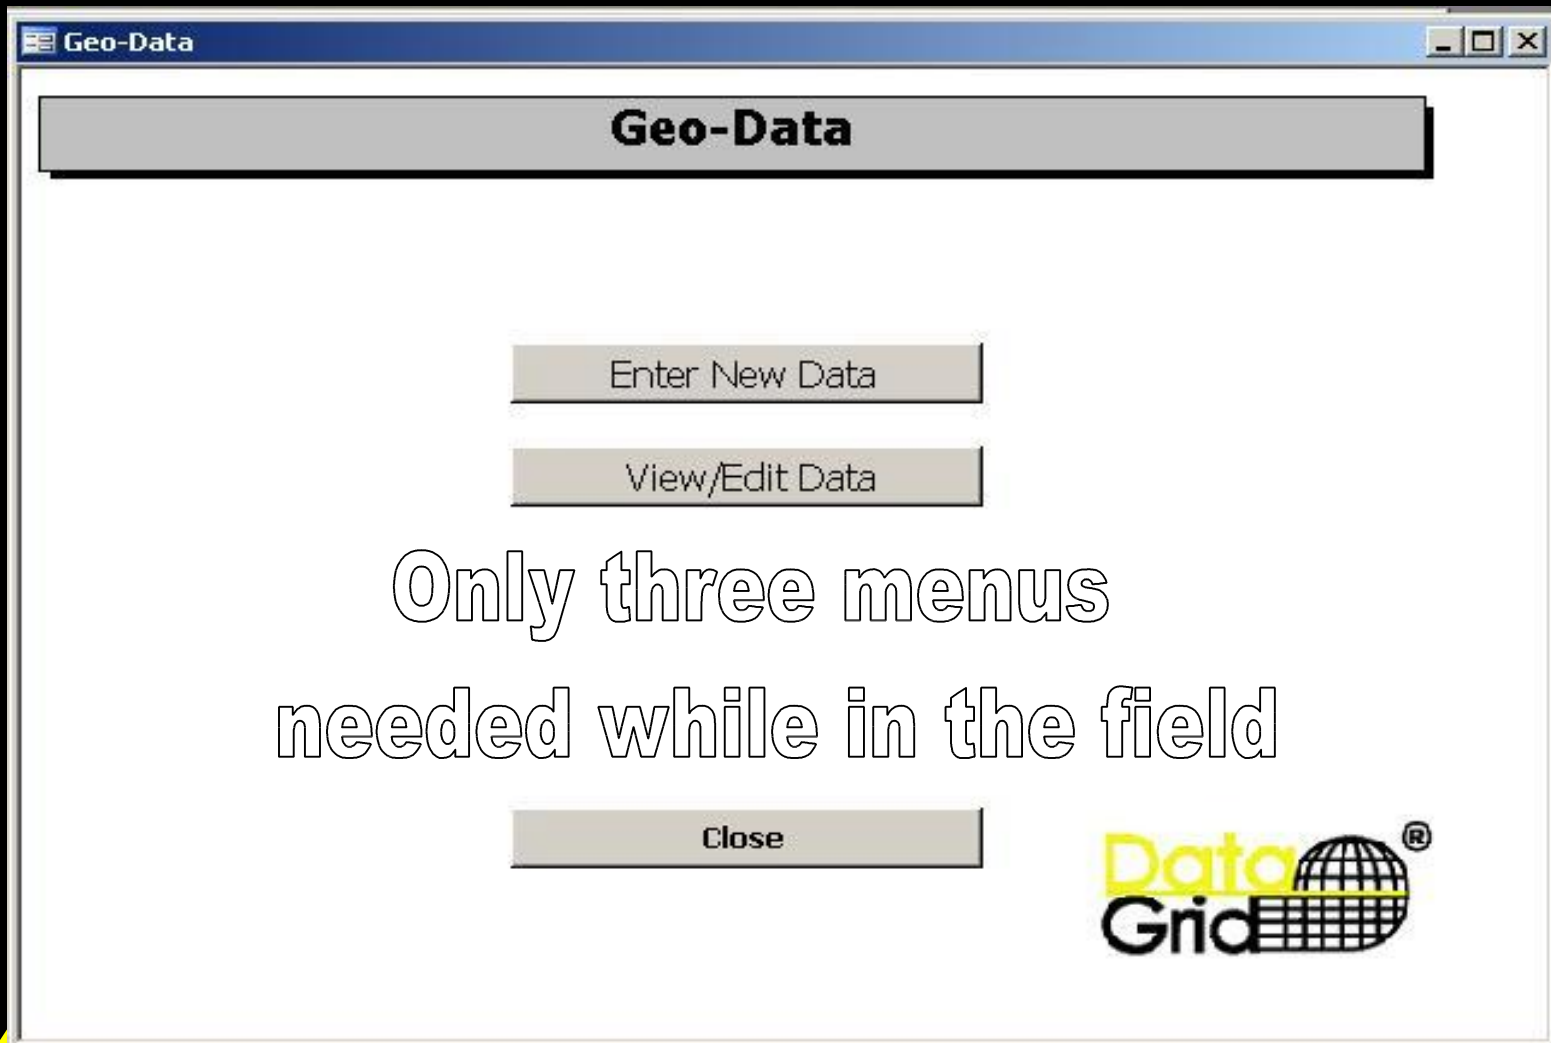 Geo-Data
Geo-Data
Enter New Data
View/Edit Data
Only three menus
needed while in the field
Close
Data ®
Grid